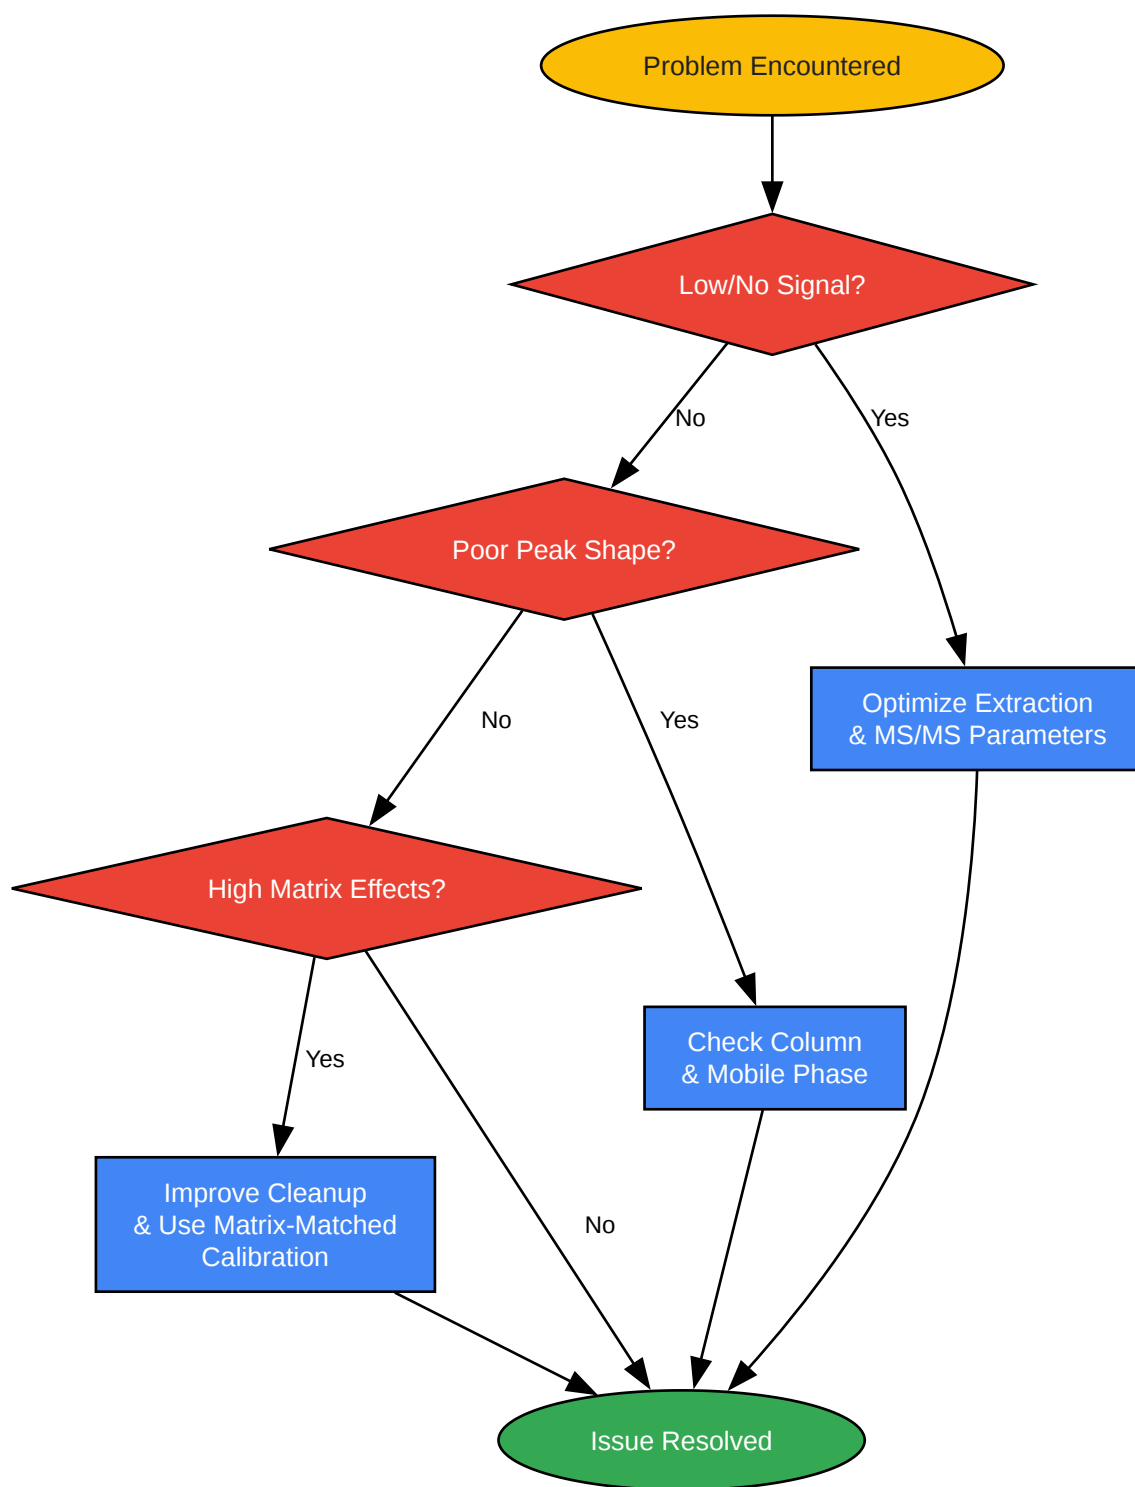 Problem Encountered
Low/No Signal?
No
Yes
Poor Peak Shape?
Optimize Extraction
& MS/MS Parameters
No
Yes
High Matrix Effects?
Check Column
& Mobile Phase
Yes
Improve Cleanup
& Use Matrix-Matched
Calibration
No
Issue Resolved